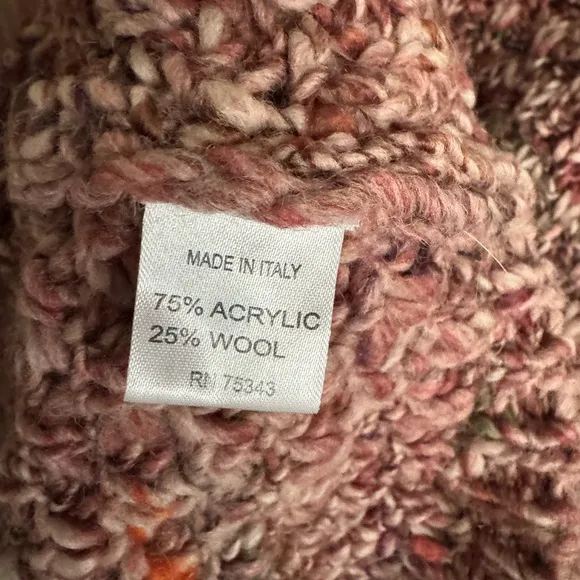 MADE IN ITALY
75% ACRYLIC
25% WOOL
RN 75343